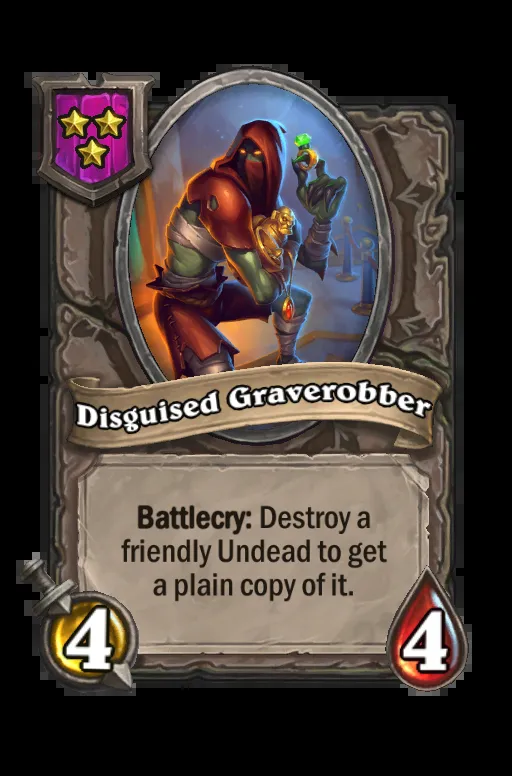 Disguised Graverobber
Battlecry: Destroy a
friendly Undead to get
a plain copy of it.
4
4